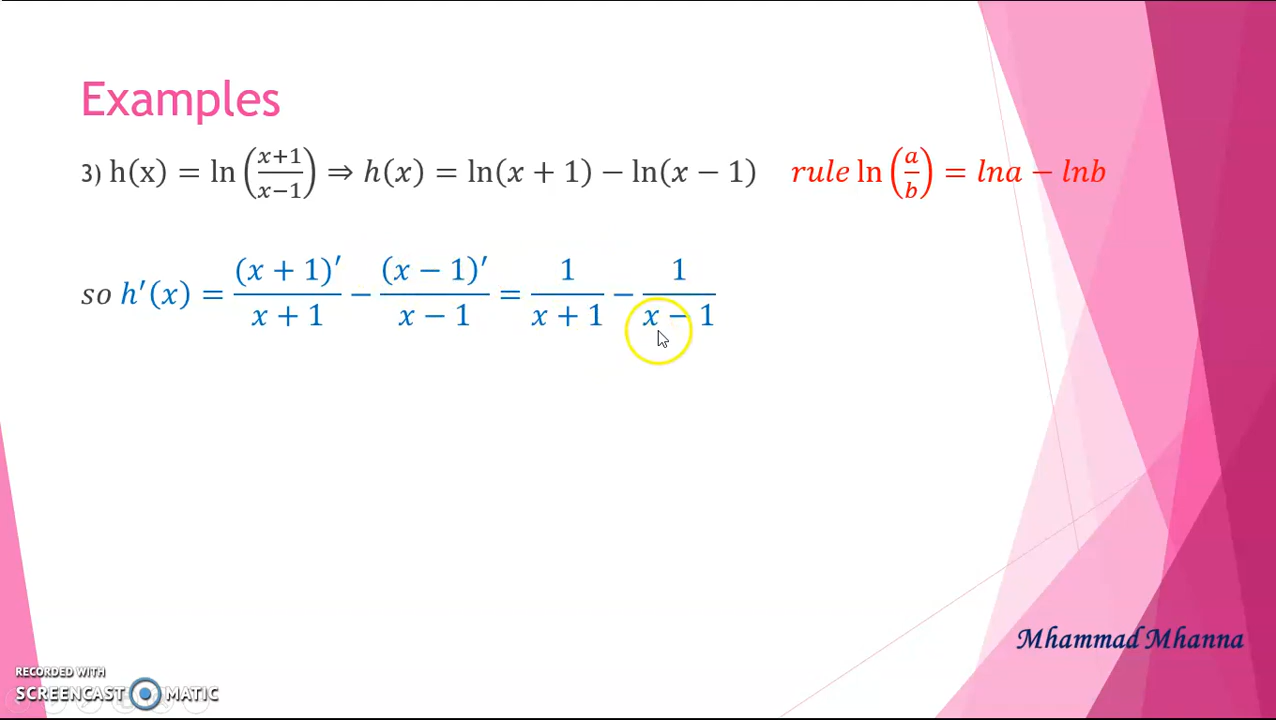 Examples
3) h(x) = ln((x+1)/(x−1)) ⇒ h(x) = ln(x + 1) − ln(x − 1) rule ln(a/b) = lna − lnb
so h′(x) = (x + 1)′/(x + 1) − (x − 1)′/(x − 1) = 1/(x + 1) − 1/(x − 1)
Mhammad Mhanna
RECORDED WITH
SCREENCAST MATIC